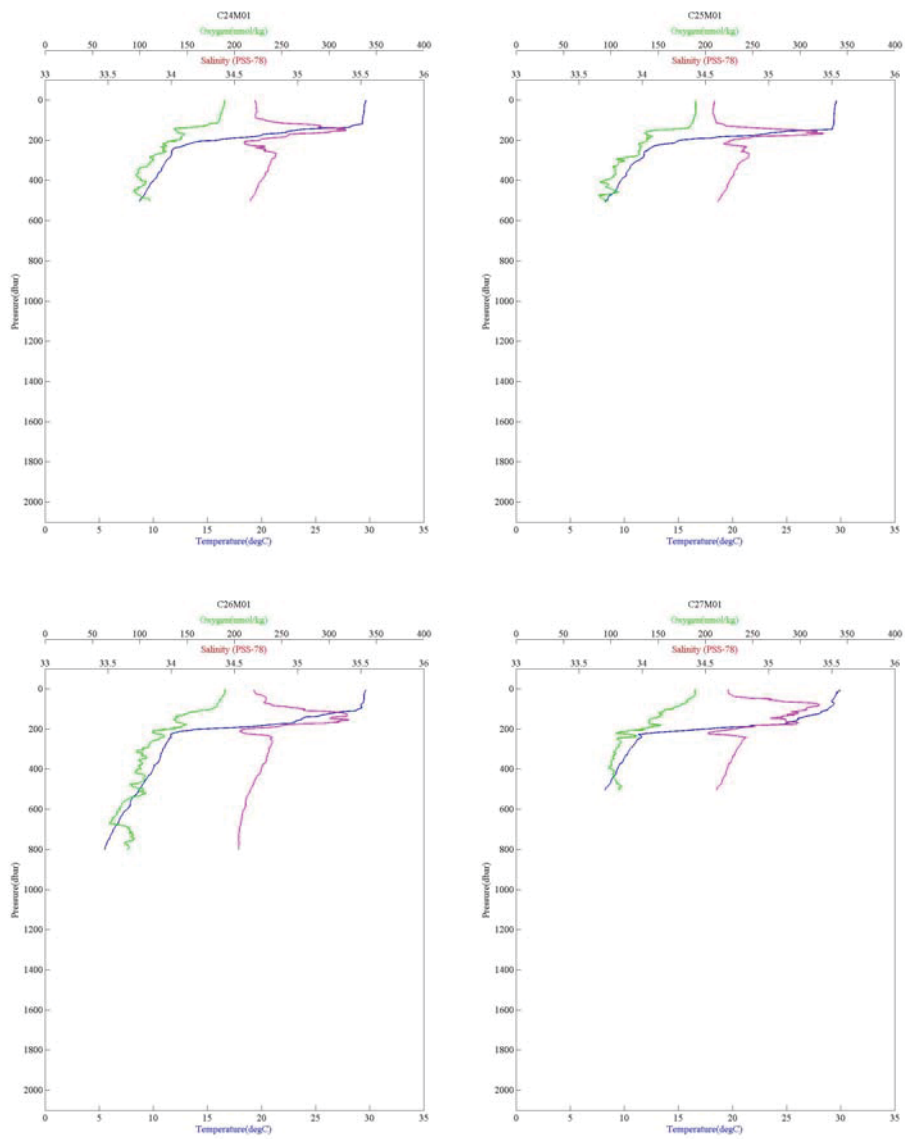 C24M01
Oxygen(umol/kg)
0 50 100 150 200 250 300 350 400
Salinity (PSS-78)
33 33.5 34 34.5 35 35.5 36
0
200
400
600
800
1000
1200
1400
1600
1800
2000
Pressure(dbar)
0 5 10 15 20 25 30 35
Temperature(degC)
C25M01
Oxygen(umol/kg)
0 50 100 150 200 250 300 350 400
Salinity (PSS-78)
33 33.5 34 34.5 35 35.5 36
0
200
400
600
800
1000
1200
1400
1600
1800
2000
Pressure(dbar)
0 5 10 15 20 25 30 35
Temperature(degC)
C26M01
Oxygen(umol/kg)
0 50 100 150 200 250 300 350 400
Salinity (PSS-78)
33 33.5 34 34.5 35 35.5 36
0
200
400
600
800
1000
1200
1400
1600
1800
2000
Pressure(dbar)
0 5 10 15 20 25 30 35
Temperature(degC)
C27M01
Oxygen(umol/kg)
0 50 100 150 200 250 300 350 400
Salinity (PSS-78)
33 33.5 34 34.5 35 35.5 36
0
200
400
600
800
1000
1200
1400
1600
1800
2000
Pressure(dbar)
0 5 10 15 20 25 30 35
Temperature(degC)